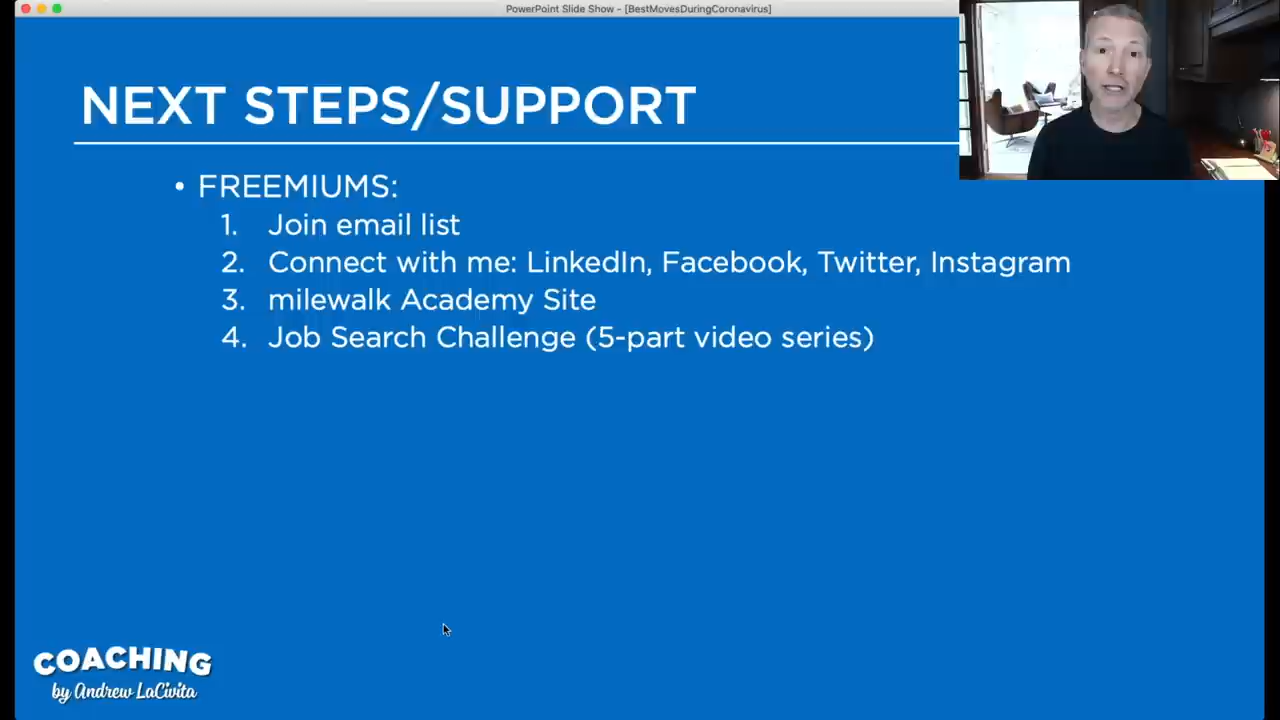 PowerPoint Slide Show - [BestMovesDuringCoronavirus]
NEXT STEPS/SUPPORT
• FREEMIUMS:
1. Join email list
2. Connect with me: LinkedIn, Facebook, Twitter, Instagram
3. milewalk Academy Site
4. Job Search Challenge (5-part video series)
COACHING
by Andrew LaCivita